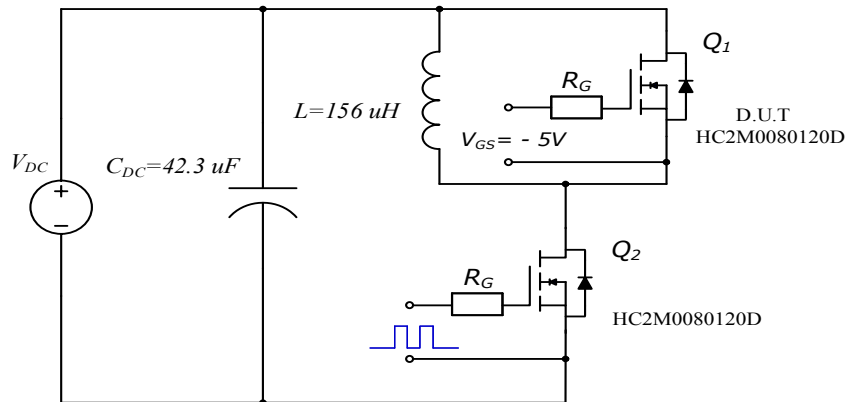 Q1
RG
L=156 uH
D.U.T
HC2M0080120D
VGS= - 5V
VDC
CDC=42.3 uF
+
−
Q2
RG
HC2M0080120D